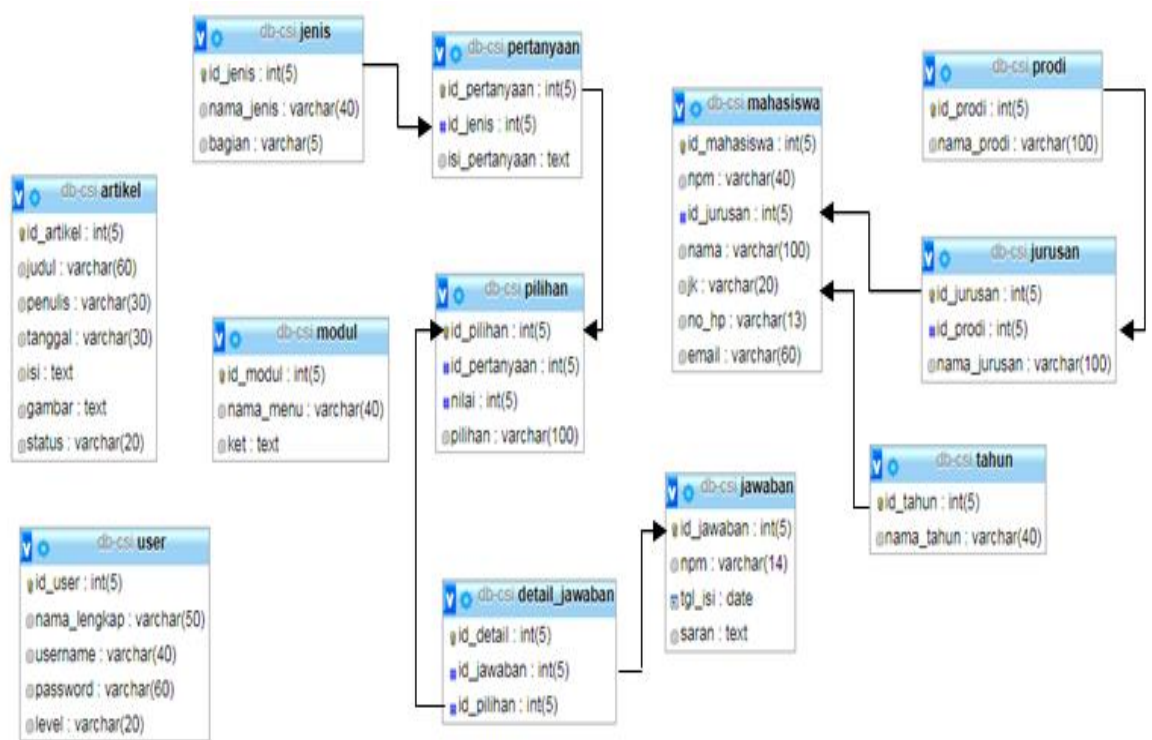 db-csi jenis
id_jenis : int(5)
nama_jenis : varchar(40)
bagian : varchar(5)
db-csi pertanyaan
id_pertanyaan : int(5)
id_jenis : int(5)
isi_pertanyaan : text
db-csi mahasiswa
id_mahasiswa : int(5)
npm : varchar(40)
id_jurusan : int(5)
nama : varchar(100)
jk : varchar(20)
no_hp : varchar(13)
email : varchar(60)
db-csi prodi
id_prodi : int(5)
nama_prodi : varchar(100)
db-csi artikel
id_artikel : int(5)
judul : varchar(60)
penulis : varchar(30)
tanggal : varchar(30)
isi : text
gambar : text
status : varchar(20)
db-csi modul
id_modul : int(5)
nama_menu : varchar(40)
ket : text
db-csi pilihan
id_pilihan : int(5)
id_pertanyaan : int(5)
nilai : int(5)
pilihan : varchar(100)
db-csi jurusan
id_jurusan : int(5)
id_prodi : int(5)
nama_jurusan : varchar(100)
db-csi tahun
id_tahun : int(5)
nama_tahun : varchar(40)
db-csi jawaban
id_jawaban : int(5)
npm : varchar(14)
tgl_isi : date
saran : text
db-csi user
id_user : int(5)
nama_lengkap : varchar(50)
username : varchar(40)
password : varchar(60)
level : varchar(20)
db-csi detail_jawaban
id_detail : int(5)
id_jawaban : int(5)
id_pilihan : int(5)